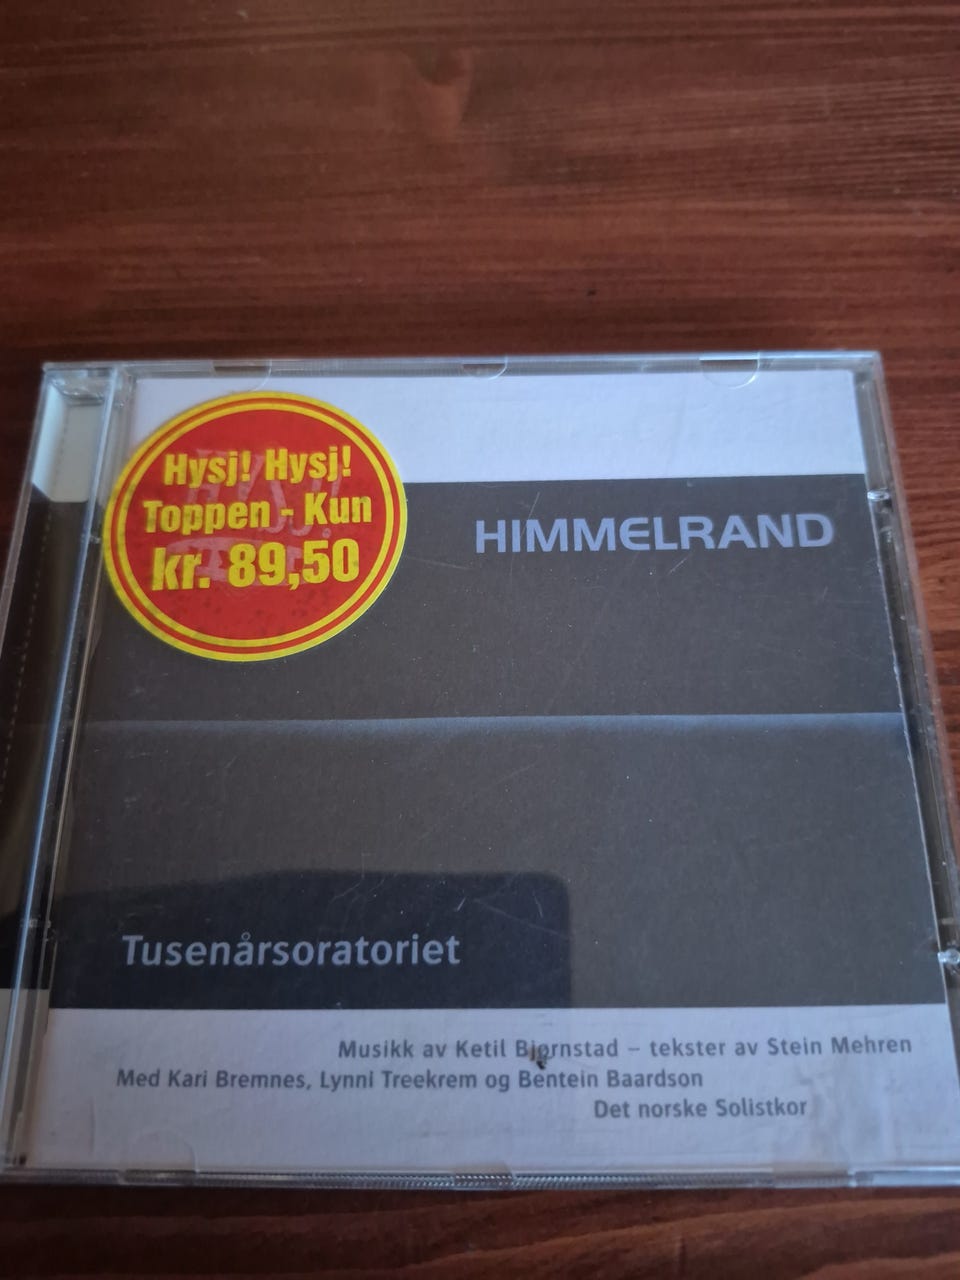 Hysj! Hysj!
Toppen - Kun
kr. 89,50
HIMMELRAND
Tusenårsoratoriet
Musikk av Ketil Bjørnstad – tekster av Stein Mehren
Med Kari Bremnes, Lynni Treekrem og Bentein Baardson
Det norske Solistkor